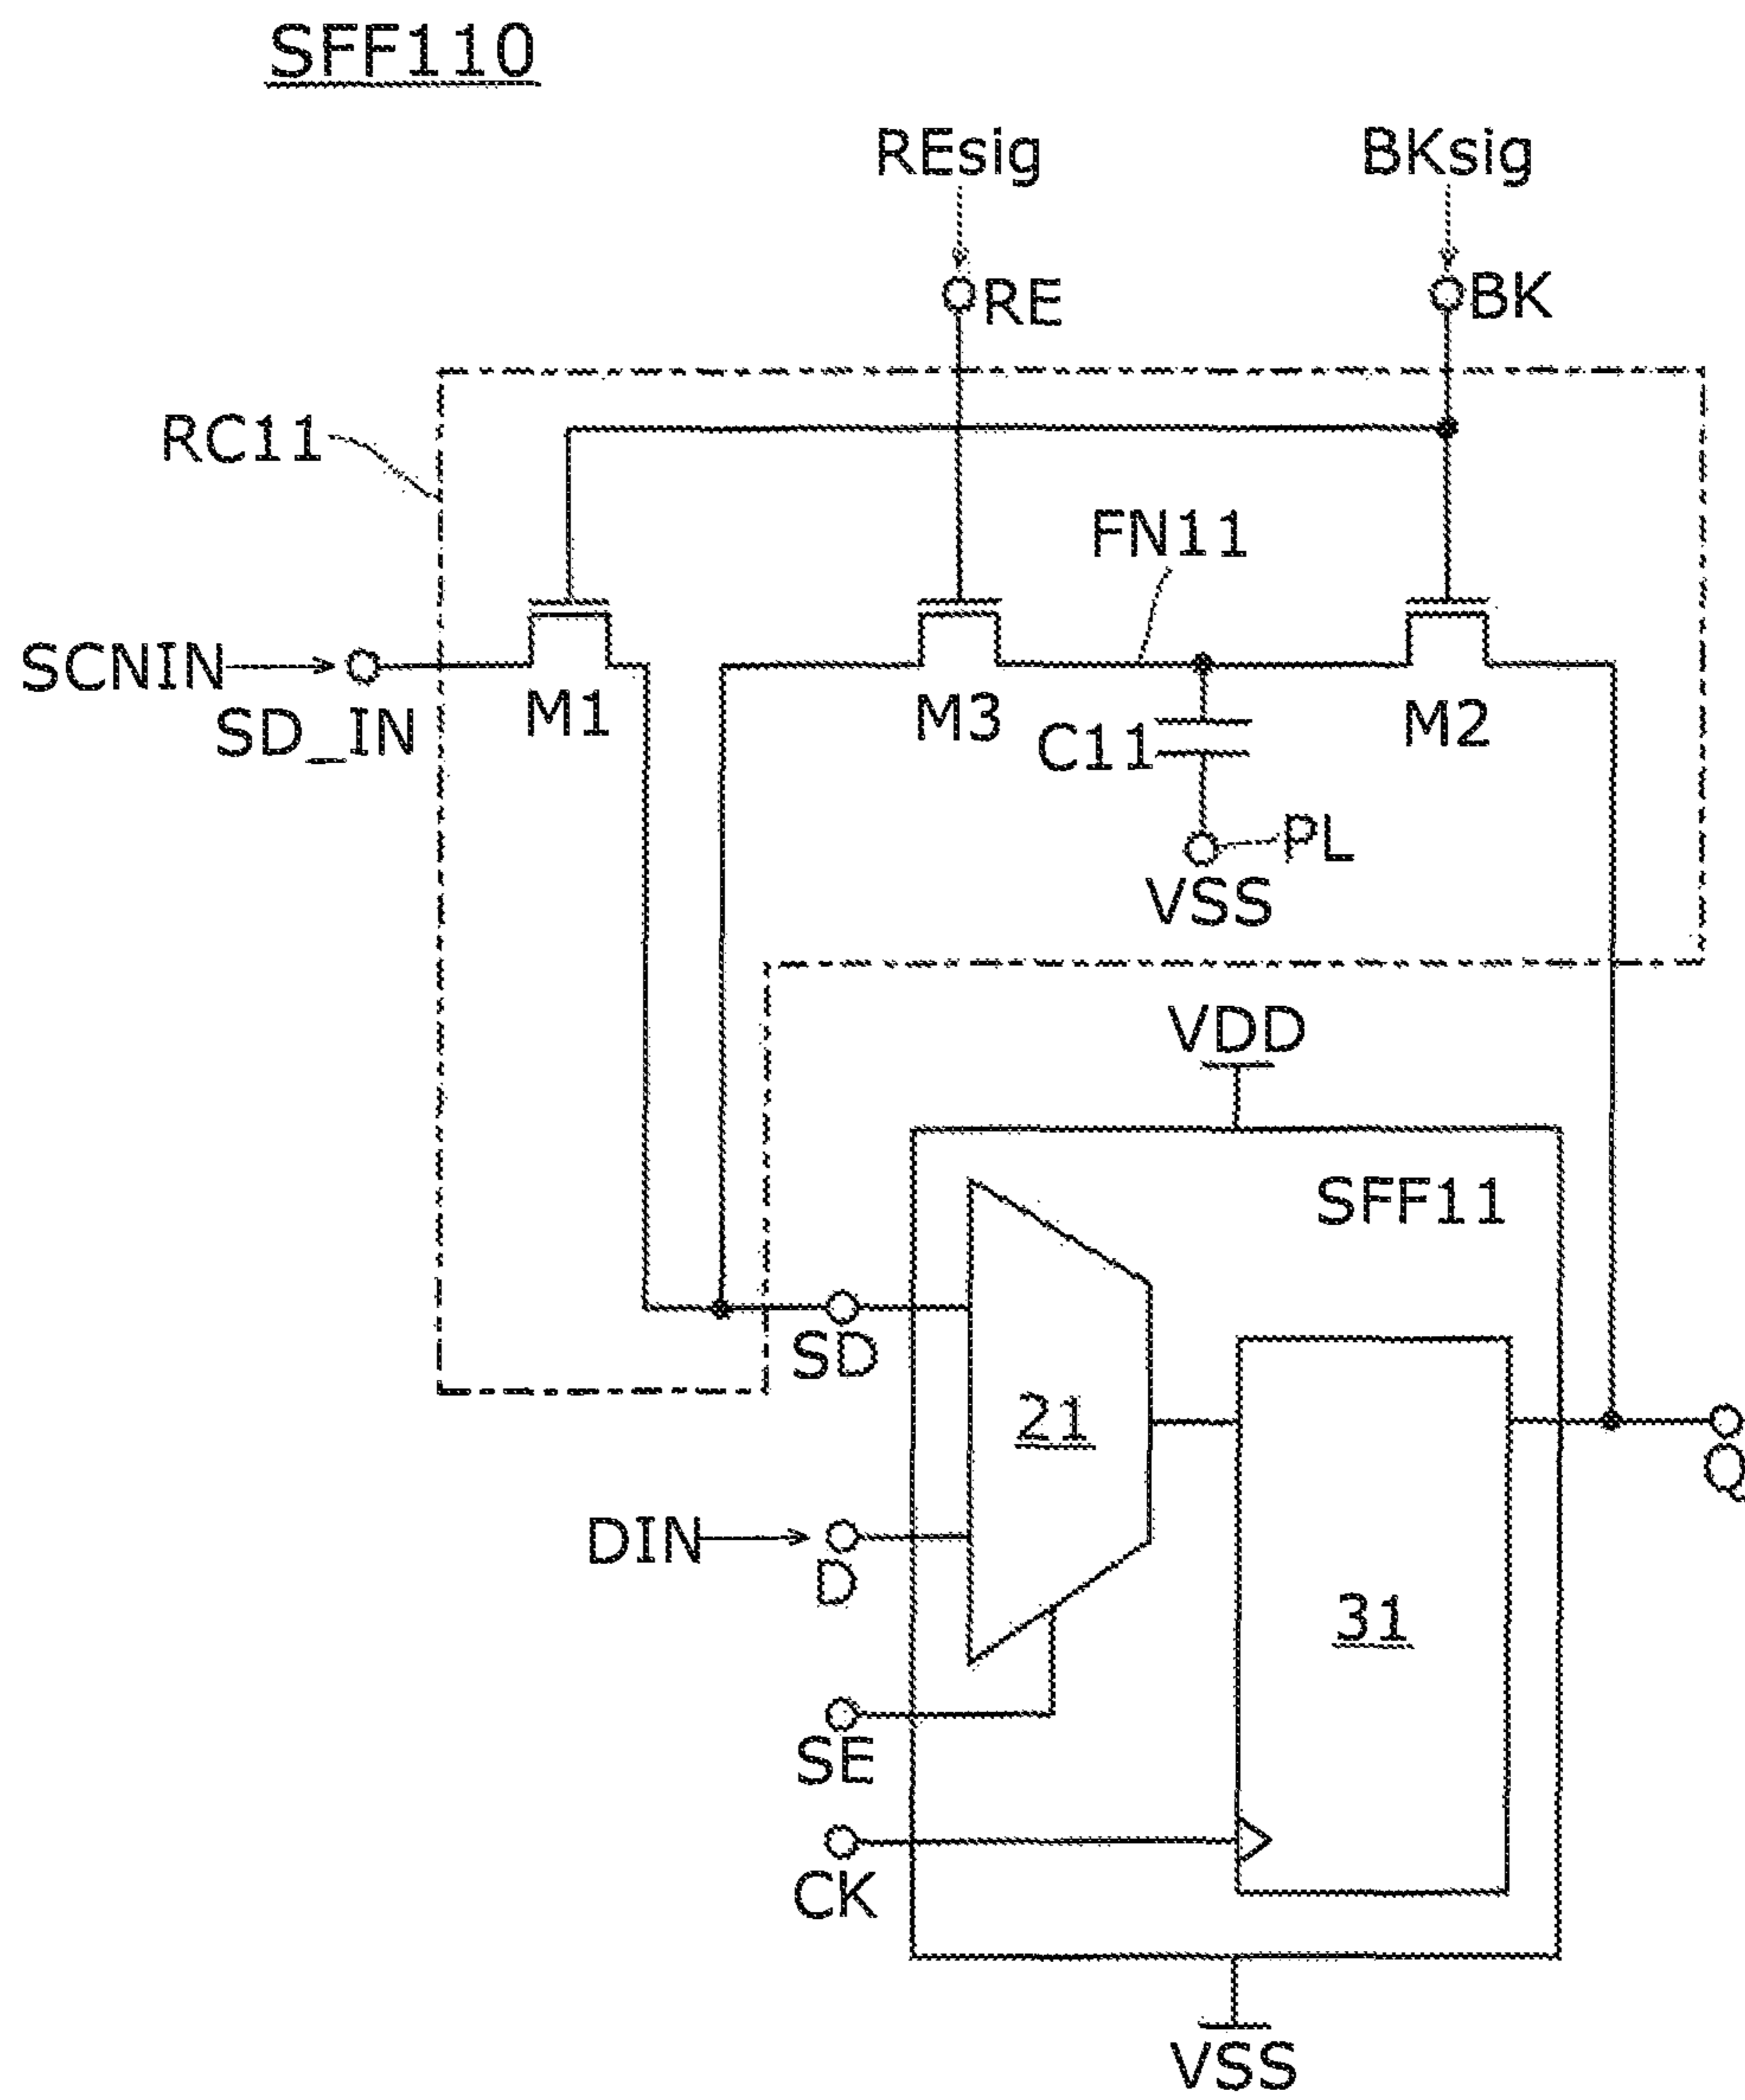 SFF110
REsig
BKsig
RE
BK
RC11
FN11
SCNIN
SD_IN
M1
M3
C11
M2
PL
VSS
VDD
SFF11
SD
21
Q
DIN
D
31
SE
CK
VSS